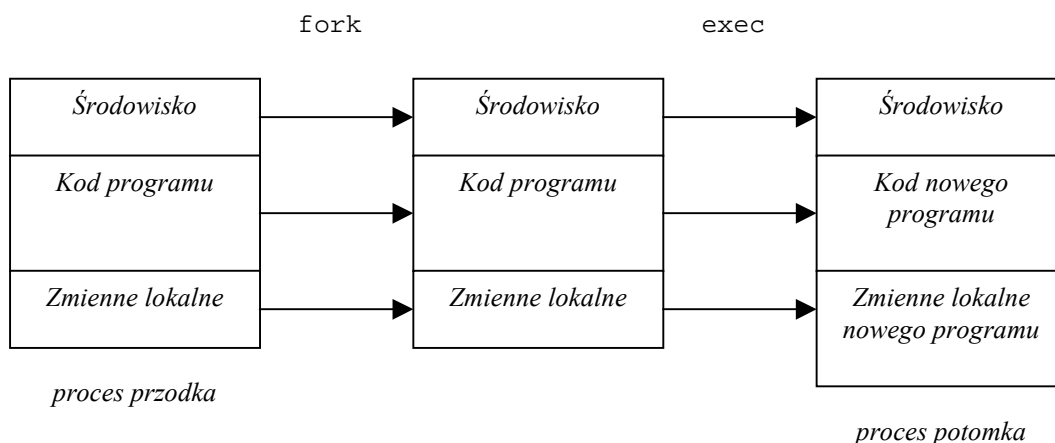 fork exec
Środowisko Środowisko Środowisko
Kod programu Kod programu Kod nowego
programu
Zmienne lokalne Zmienne lokalne Zmienne lokalne
nowego programu
proces przodka
proces potomka